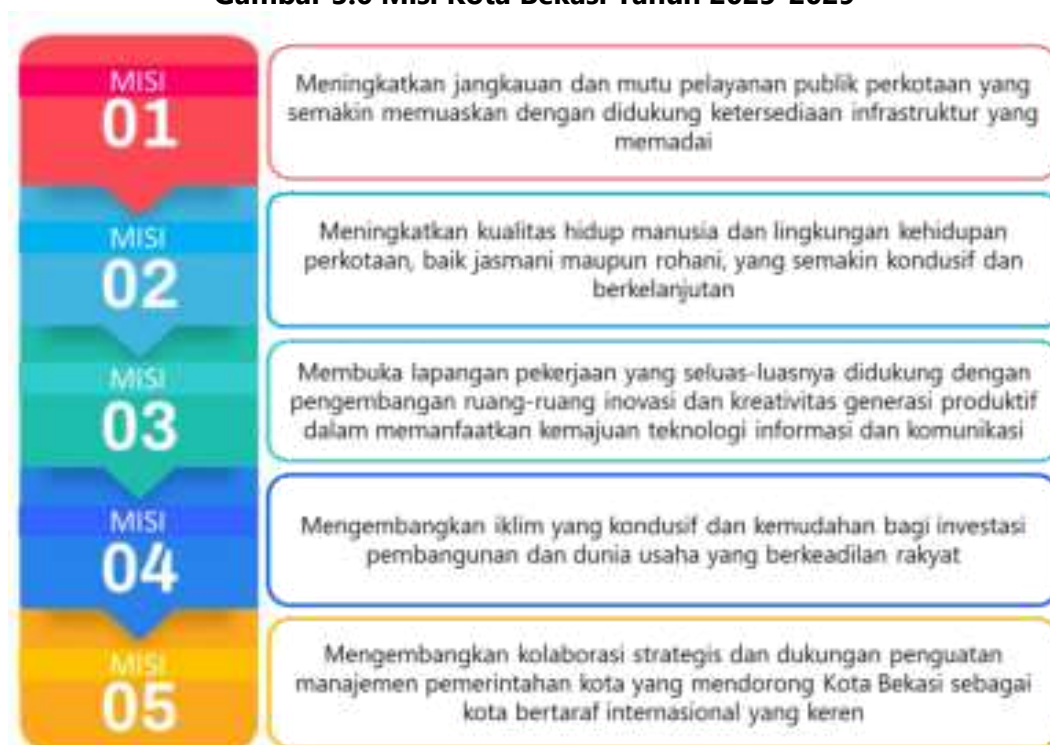 Gambar 3.6 Misi Kota Bekasi Tahun 2025-2029
MISI
01
Meningkatkan jangkauan dan mutu pelayanan publik perkotaan yang
semakin memuaskan dengan didukung ketersediaan infrastruktur yang
memadai
MISI
02
Meningkatkan kualitas hidup manusia dan lingkungan kehidupan
perkotaan, baik jasmani maupun rohani, yang semakin kondusif dan
berkelanjutan
MISI
03
Membuka lapangan pekerjaan yang seluas-luasnya didukung dengan
pengembangan ruang-ruang inovasi dan kreativitas generasi produktif
dalam memanfaatkan kemajuan teknologi informasi dan komunikasi
MISI
04
Mengembangkan iklim yang kondusif dan kemudahan bagi investasi
pembangunan dan dunia usaha yang berkeadilan rakyat
MISI
05
Mengembangkan kolaborasi strategis dan dukungan penguatan
manajemen pemerintahan kota yang mendorong Kota Bekasi sebagai
kota bertaraf internasional yang keren